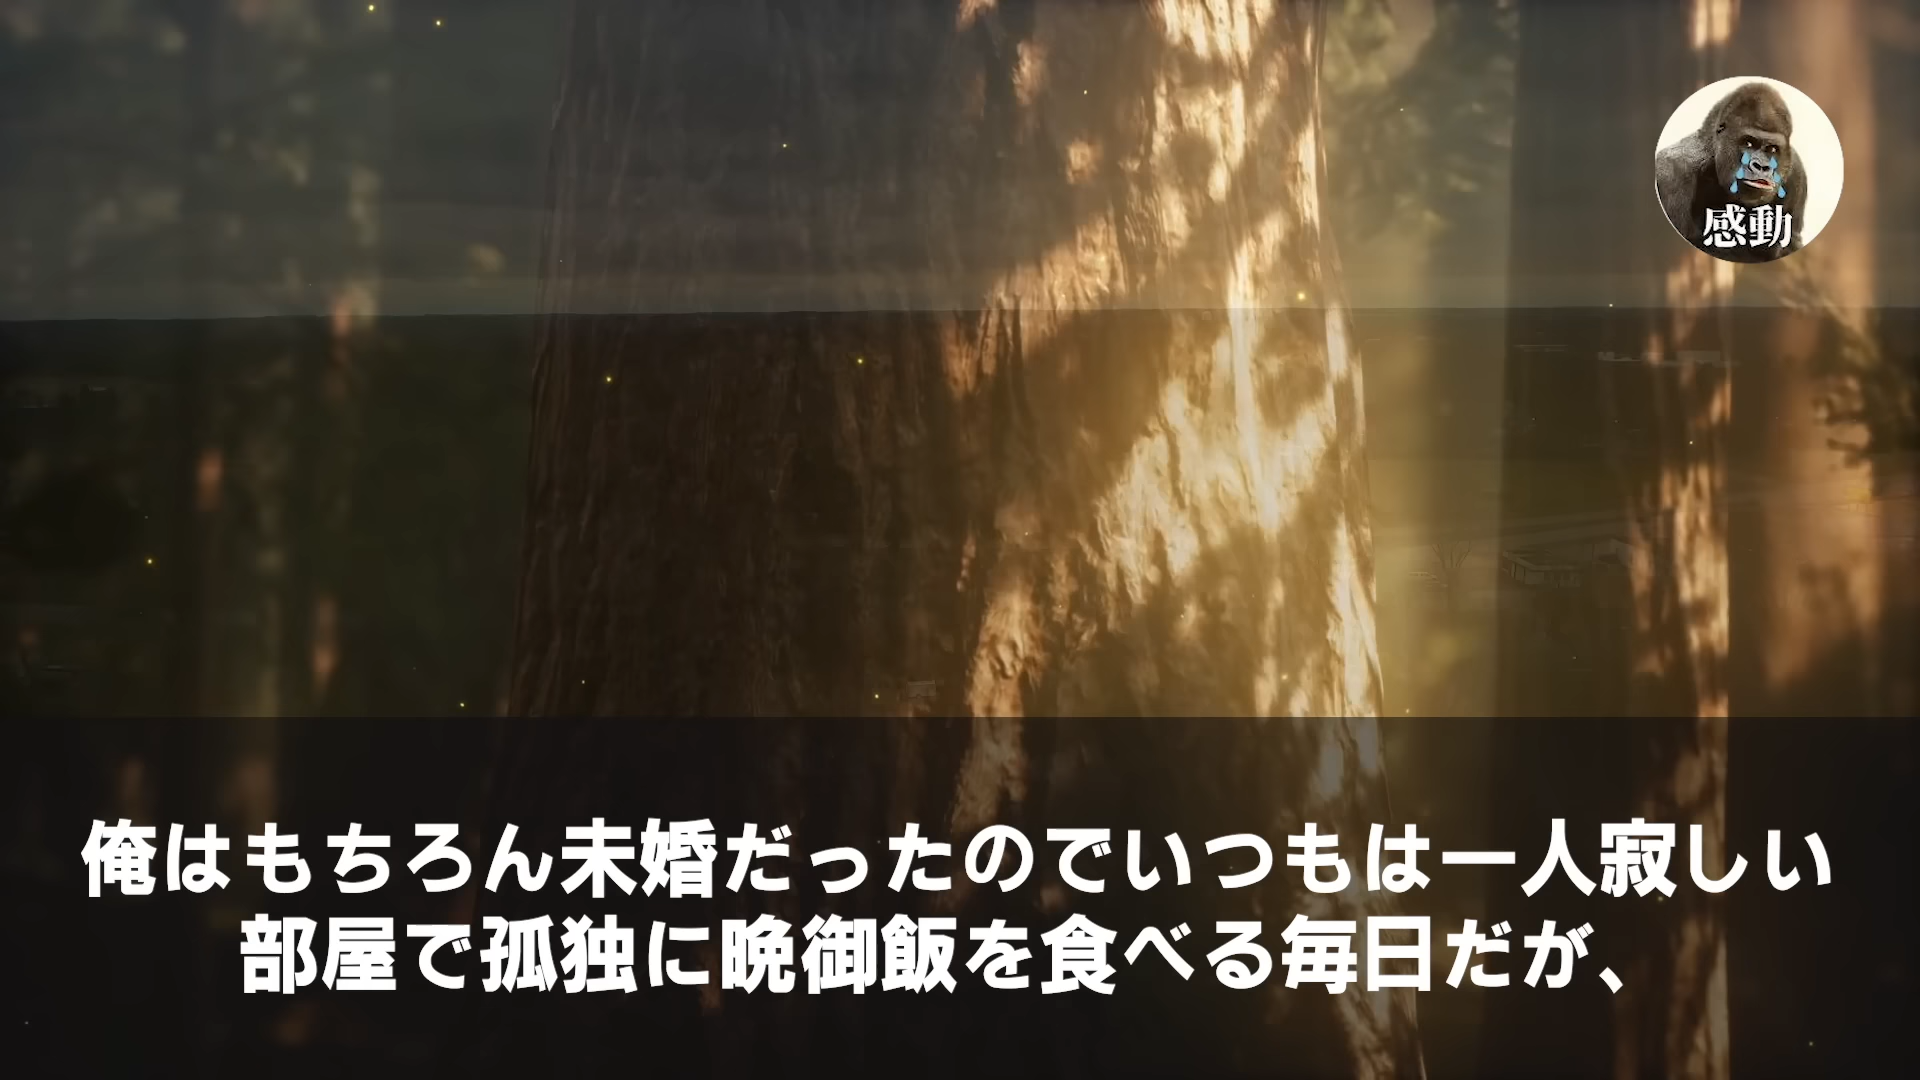 感動
俺はもちろん未婚だったのでいつもは一人寂しい
部屋で孤独に晩御飯を食べる毎日だが、